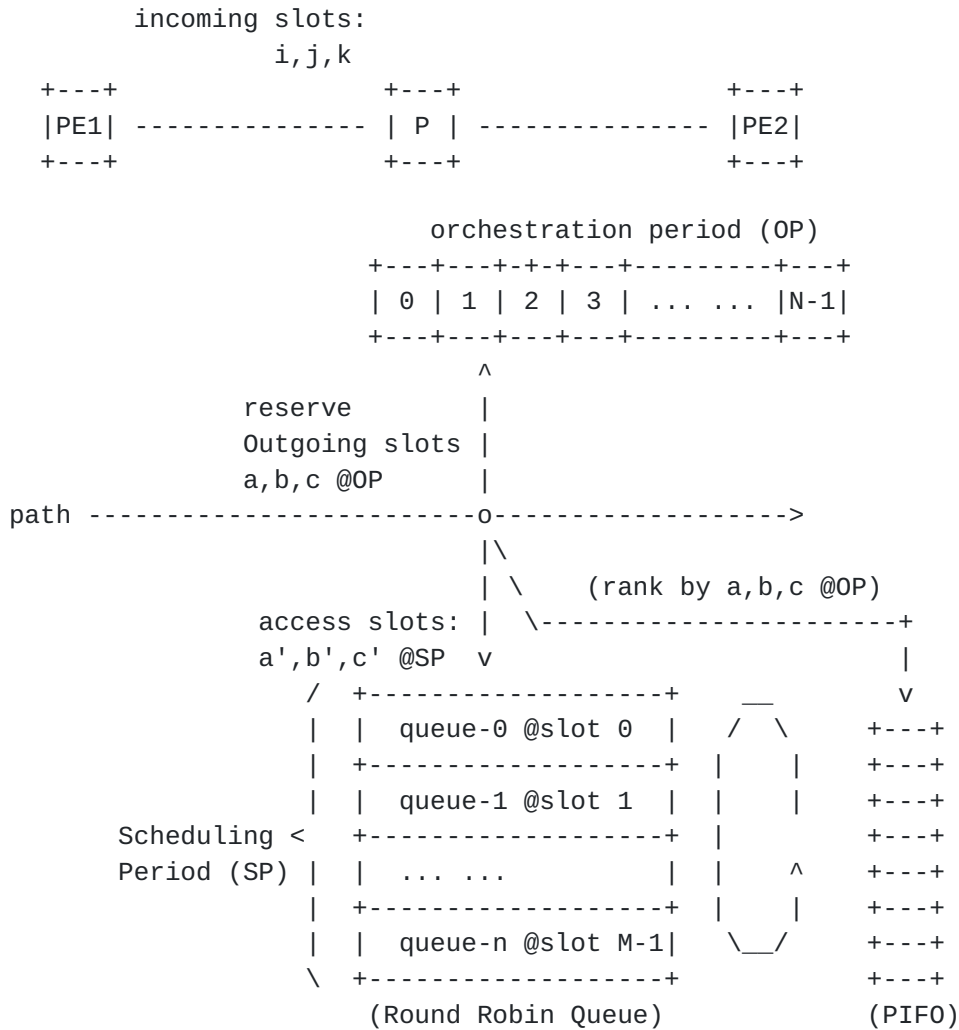 incoming slots:
i,j,k
+---+ +---+ +---+
|PE1| --------------- | P | --------------- |PE2|
+---+ +---+ +---+
orchestration period (OP)
+---+---+-+-+---+---------+---+
| 0 | 1 | 2 | 3 | ... ... |N-1|
+---+---+---+---+---------+---+
^
reserve |
Outgoing slots |
a,b,c @OP |
path -------------------------o------------------->
|\
| \ (rank by a,b,c @OP)
access slots: | \-----------------------+
a',b',c' @SP v |
/ +-------------------+ __ v
| | queue-0 @slot 0 | / \ +---+
| +-------------------+ | | +---+
| | queue-1 @slot 1 | | | +---+
Scheduling < +-------------------+ | +---+
Period (SP) | | ... ... | | ^ +---+
| +-------------------+ | | +---+
| | queue-n @slot M-1| \__/ +---+
\ +-------------------+ +---+
(Round Robin Queue) (PIFO)